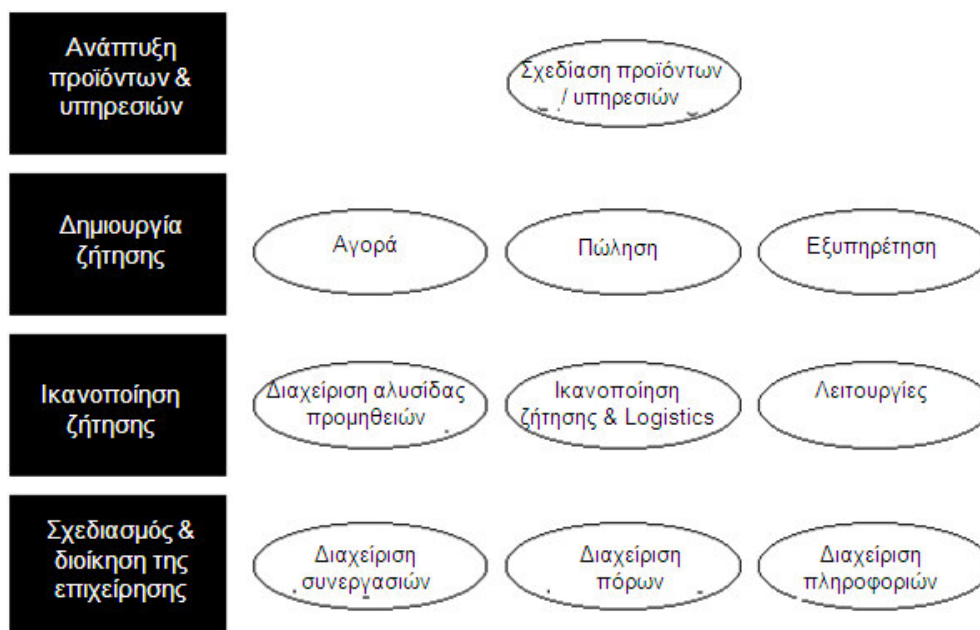 Ανάπτυξη
προϊόντων &
υπηρεσιών
Σχεδίαση προϊόντων
/ υπηρεσιών
Δημιουργία
ζήτησης
Αγορά
Πώληση
Εξυπηρέτηση
Ικανοποίηση
ζήτησης
Διαχείριση αλυσίδας
προμηθειών
Ικανοποίηση
ζήτησης & Logistics
Λειτουργίες
Σχεδιασμός &
διοίκηση της
επιχείρησης
Διαχείριση
συνεργασιών
Διαχείριση
πόρων
Διαχείριση
πληροφοριών